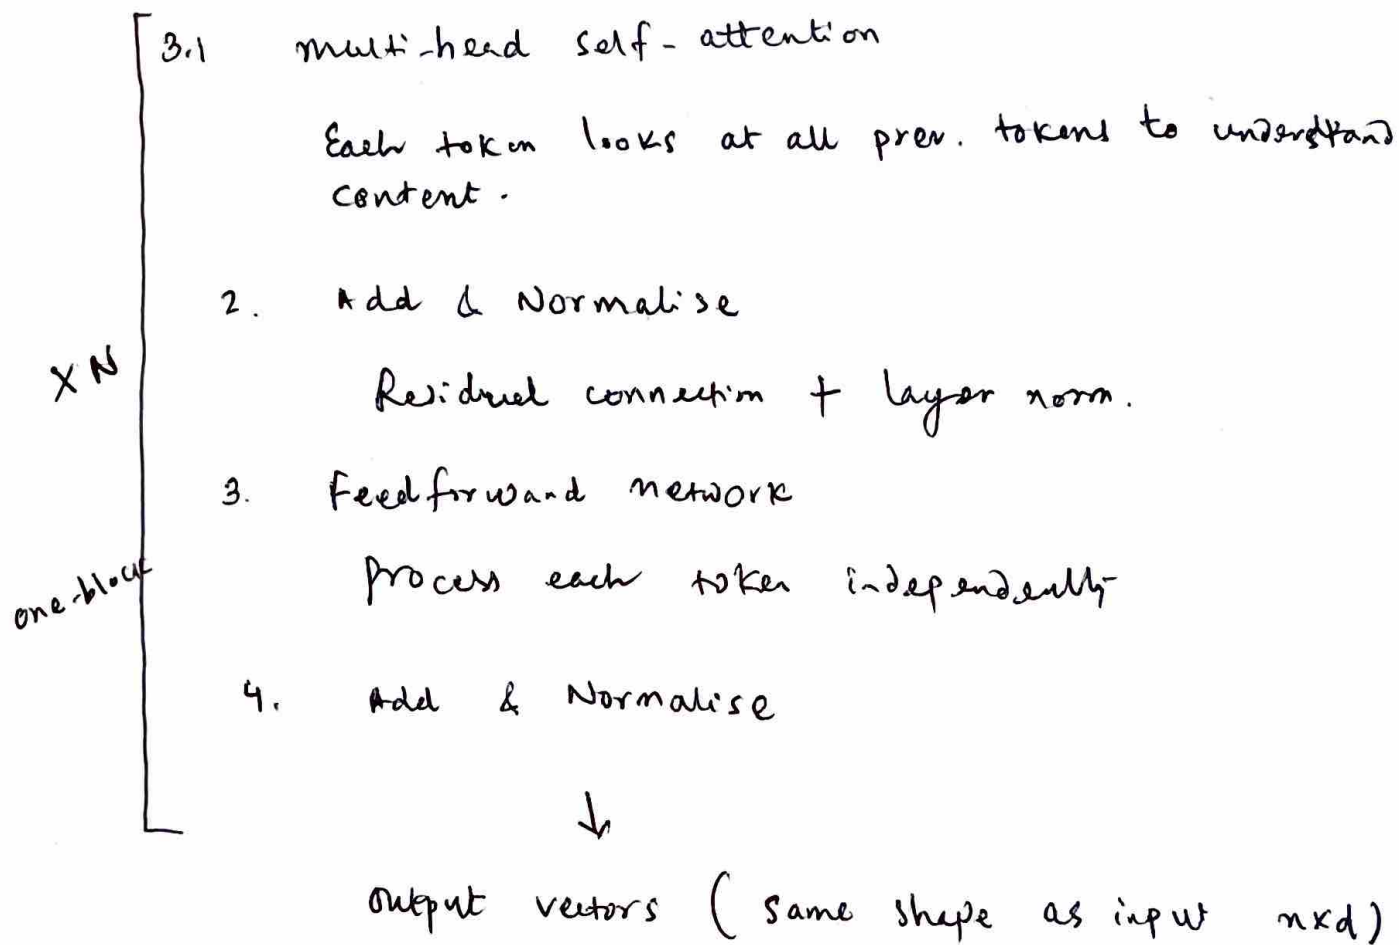 3.1 multi-head self-attention
Each token looks at all prev. tokens to understand
content.
2. Add & Normalise
XN
Residual connection + layer norm.
3. Feedforward network
one-block
process each token independently
4. Add & Normalise
↓
output vectors (same shape as input nxd)